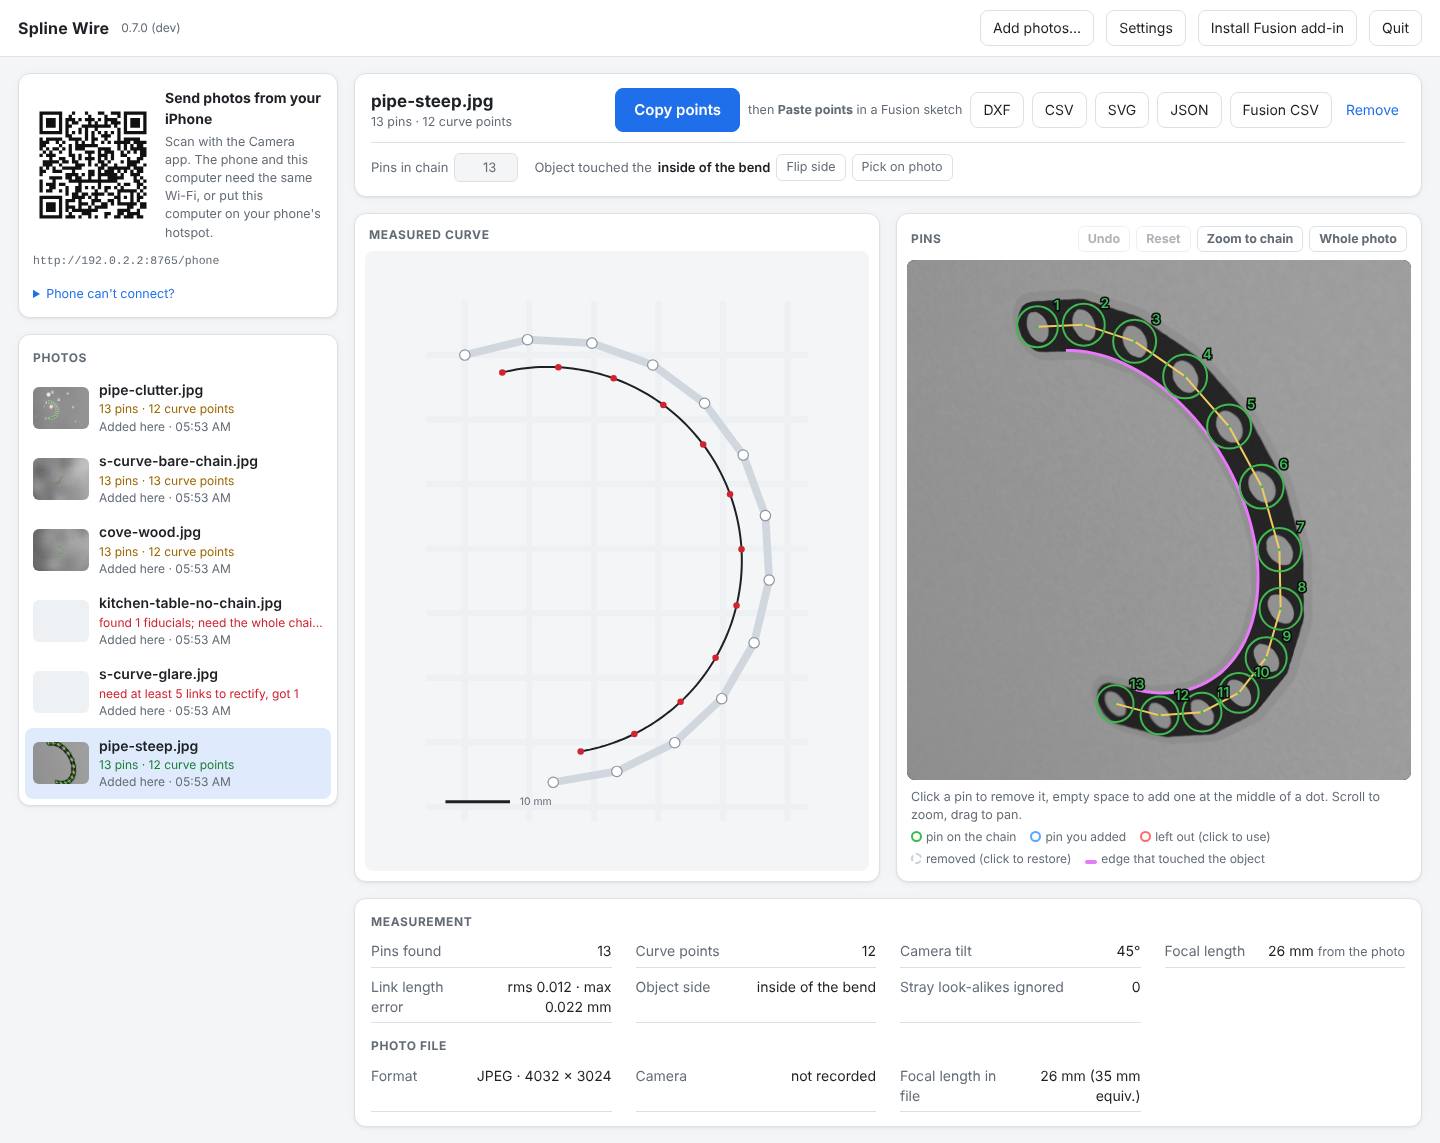 Spline Wire 0.7.0 (dev)
Add photos... Settings Install Fusion add-in Quit
Send photos from your
iPhone
Scan with the Camera
app. The phone and this
computer need the same
Wi-Fi, or put this
computer on your phone's
hotspot.
http://192.0.2.2:8765/phone
Phone can't connect?
PHOTOS
pipe-clutter.jpg
13 pins · 12 curve points
Added here · 05:53 AM
s-curve-bare-chain.jpg
13 pins · 13 curve points
Added here · 05:53 AM
cove-wood.jpg
13 pins · 12 curve points
Added here · 05:53 AM
kitchen-table-no-chain.jpg
found 1 fiducials; need the whole chai...
Added here · 05:53 AM
s-curve-glare.jpg
need at least 5 links to rectify, got 1
Added here · 05:53 AM
pipe-steep.jpg
13 pins · 12 curve points
Added here · 05:53 AM
pipe-steep.jpg
13 pins · 12 curve points
Copy points then Paste points in a Fusion sketch DXF CSV SVG JSON Fusion CSV Remove
Pins in chain 13 Object touched the inside of the bend Flip side Pick on photo
MEASURED CURVE
10 mm
PINS Undo Reset Zoom to chain Whole photo
1
2
3
4
5
6
7
8
9
10
11
12
13
Click a pin to remove it, empty space to add one at the middle of a dot. Scroll to
zoom, drag to pan.
pin on the chain pin you added left out (click to use)
removed (click to restore) edge that touched the object
MEASUREMENT
Pins found 13 Curve points 12 Camera tilt 45° Focal length 26 mm from the photo
Link length error rms 0.012 · max 0.022 mm Object side inside of the bend Stray look-alikes ignored 0
PHOTO FILE
Format JPEG · 4032 × 3024 Camera not recorded Focal length in file 26 mm (35 mm equiv.)